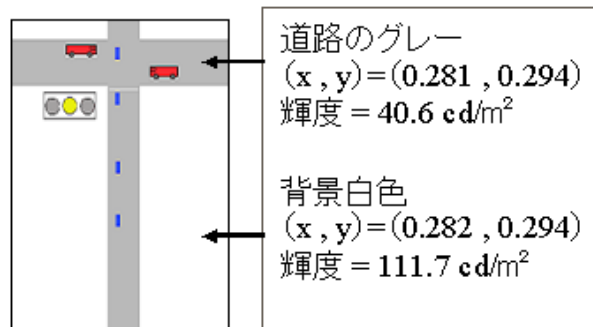 道路のグレー
(x , y)=(0.281 , 0.294)
輝度 = 40.6 cd/m²
背景白色
(x , y)=(0.282 , 0.294)
輝度 = 111.7 cd/m²